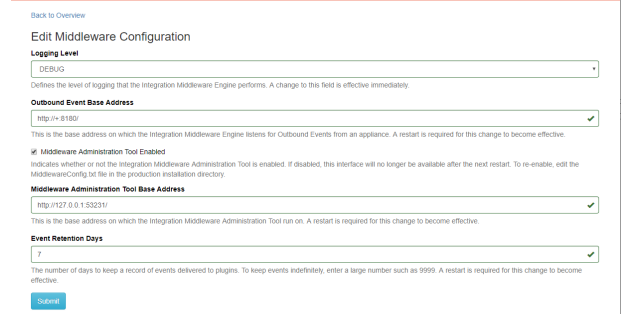 Back to Overview
Edit Middleware Configuration
Logging Level
DEBUG
Defines the level of logging that the Integration Middleware Engine performs. A change to this field is effective immediately.
Outbound Event Base Address
http://+:8180/
This is the base address on which the Integration Middleware Engine listens for Outbound Events from an appliance. A restart is required for this change to become effective.
Middleware Administration Tool Enabled
Indicates whether or not the Integration Middleware Administration Tool is enabled. If disabled, this interface will no longer be available after the next restart. To re-enable, edit the
MiddlewareConfig.txt file in the production installation directory.
Middleware Administration Tool Base Address
http://127.0.0.1:53231/
This is the base address on which the Integration Middleware Administration Tool run on. A restart is required for this change to become effective.
Event Retention Days
7
The number of days to keep a record of events delivered to plugins. To keep events indefinitely, enter a large number such as 9999. A restart is required for this change to become
effective.
Submit